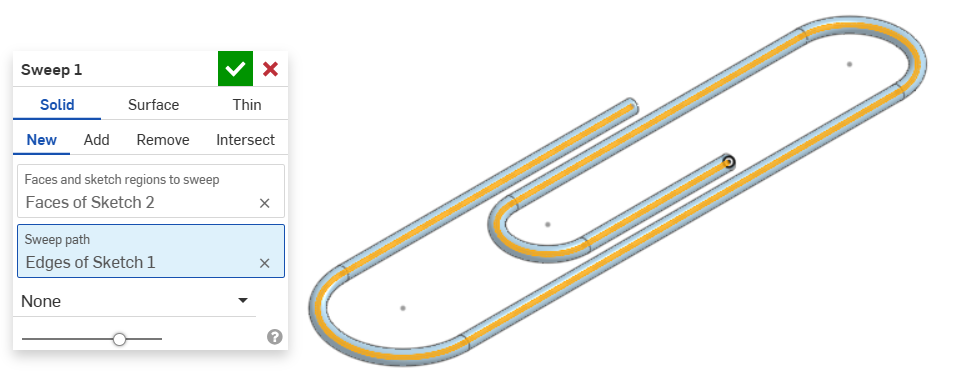 Sweep 1
Solid Surface Thin
New Add Remove Intersect
Faces and sketch regions to sweep
Faces of Sketch 2
Sweep path
Edges of Sketch 1
None
?